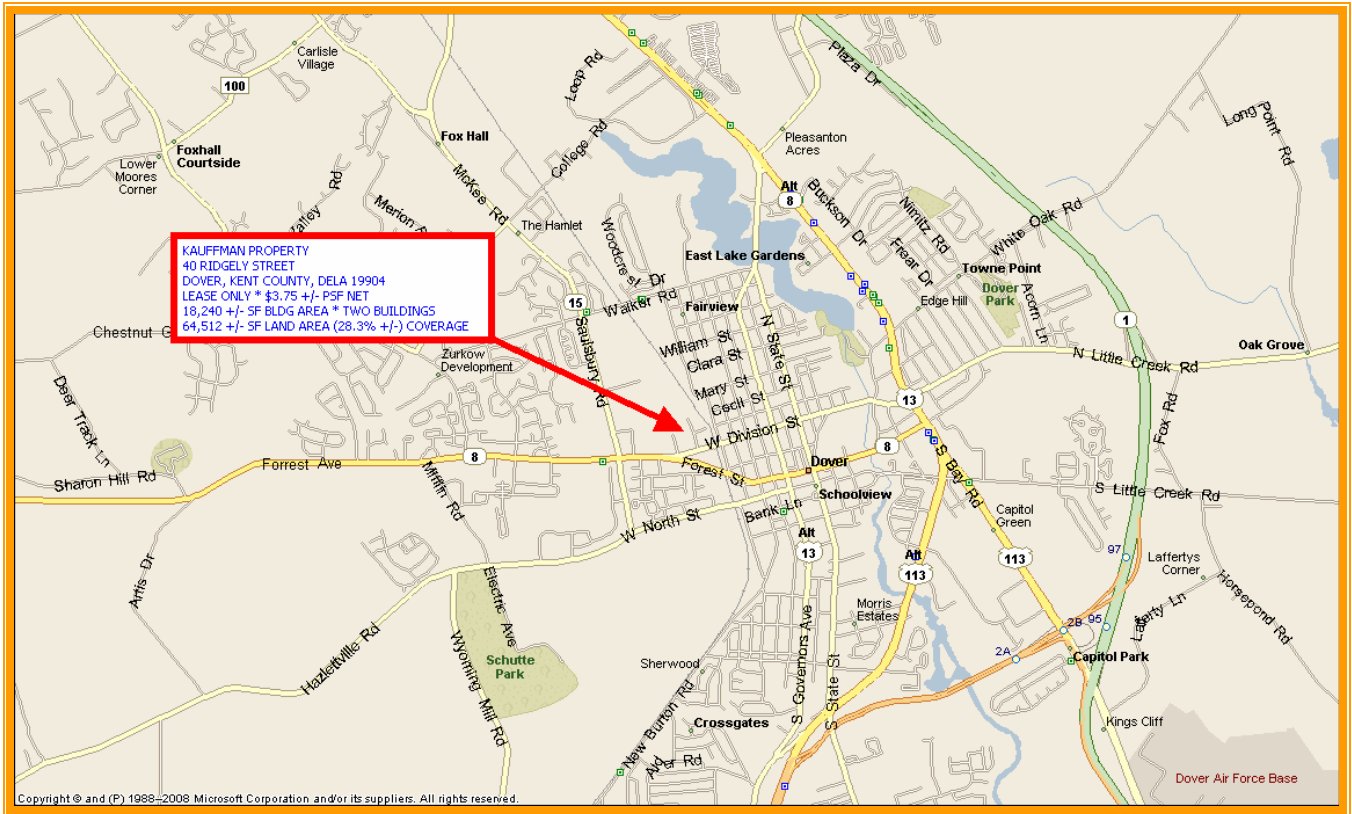 Carlisle
Village
100
Loop Rd
Plaza Dr
Long Point Rd
Fox Hall
College Rd
Pleasanton
Acres
Foxhall
Courtside
Lower
Moores
Corner
McKee Rd
Alt
8
Buckson Dr
Nimitz Rd
White Oak Rd
Merion
Valley Rd
The Hamlet
Woodcrest Dr
Frear Dr
East Lake Gardens
Towne Point
Dover
Park
Acorn Ln
Edge Hill
KAUFFMAN PROPERTY
40 RIDGELY STREET
DOVER, KENT COUNTY, DELA 19904
LEASE ONLY * $3.75 +/- PSF NET
18,240 +/- SF BLDG AREA * TWO BUILDINGS
64,512 +/- SF LAND AREA (28.3% +/-) COVERAGE
15
Walker Rd
Fairview
1
Chestnut G
Saulsbury Rd
William St
N State St
Oak Grove
Zurkow
Development
Clara St
N Little Creek Rd
Mary St
Cecil St
13
Deer Track Ln
W Division St
Fox Rd
8
Forrest Ave
8
Forest St
Dover
S Bay Rd
Sharon Hill Rd
Mifflin Rd
Schoolview
S Little Creek Rd
Bank Ln
W North St
Capitol
Green
Alt
13
Alt
113
113
97
Laffertys
Corner
Artis Dr
Electric Ave
Horsepond Rd
Morris
Estates
Lafferty Ln
2B
95
Hazlettville Rd
Wyoming Mill Rd
Schutte
Park
Sherwood
S Governors Ave
S State St
2A
Capitol Park
New Burton Rd
Crossgates
Kings Cliff
Alder Rd
Dover Air Force Base
Copyright © and (P) 1988–2008 Microsoft Corporation and/or its suppliers. All rights reserved.